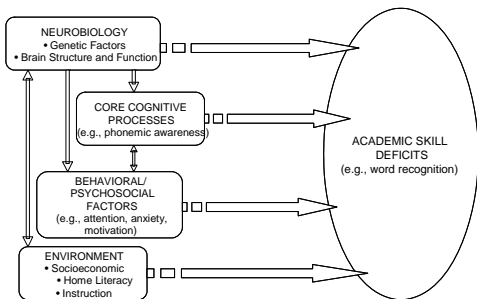 NEUROBIOLOGY
• Genetic Factors
• Brain Structure and Function
CORE COGNITIVE
PROCESSES
(e.g., phonemic awareness)
ACADEMIC SKILL
DEFICITS
(e.g., word recognition)
BEHAVIORAL/
PSYCHOSOCIAL
FACTORS
(e.g., attention, anxiety,
motivation)
ENVIRONMENT
• Socioeconomic
• Home Literacy
• Instruction